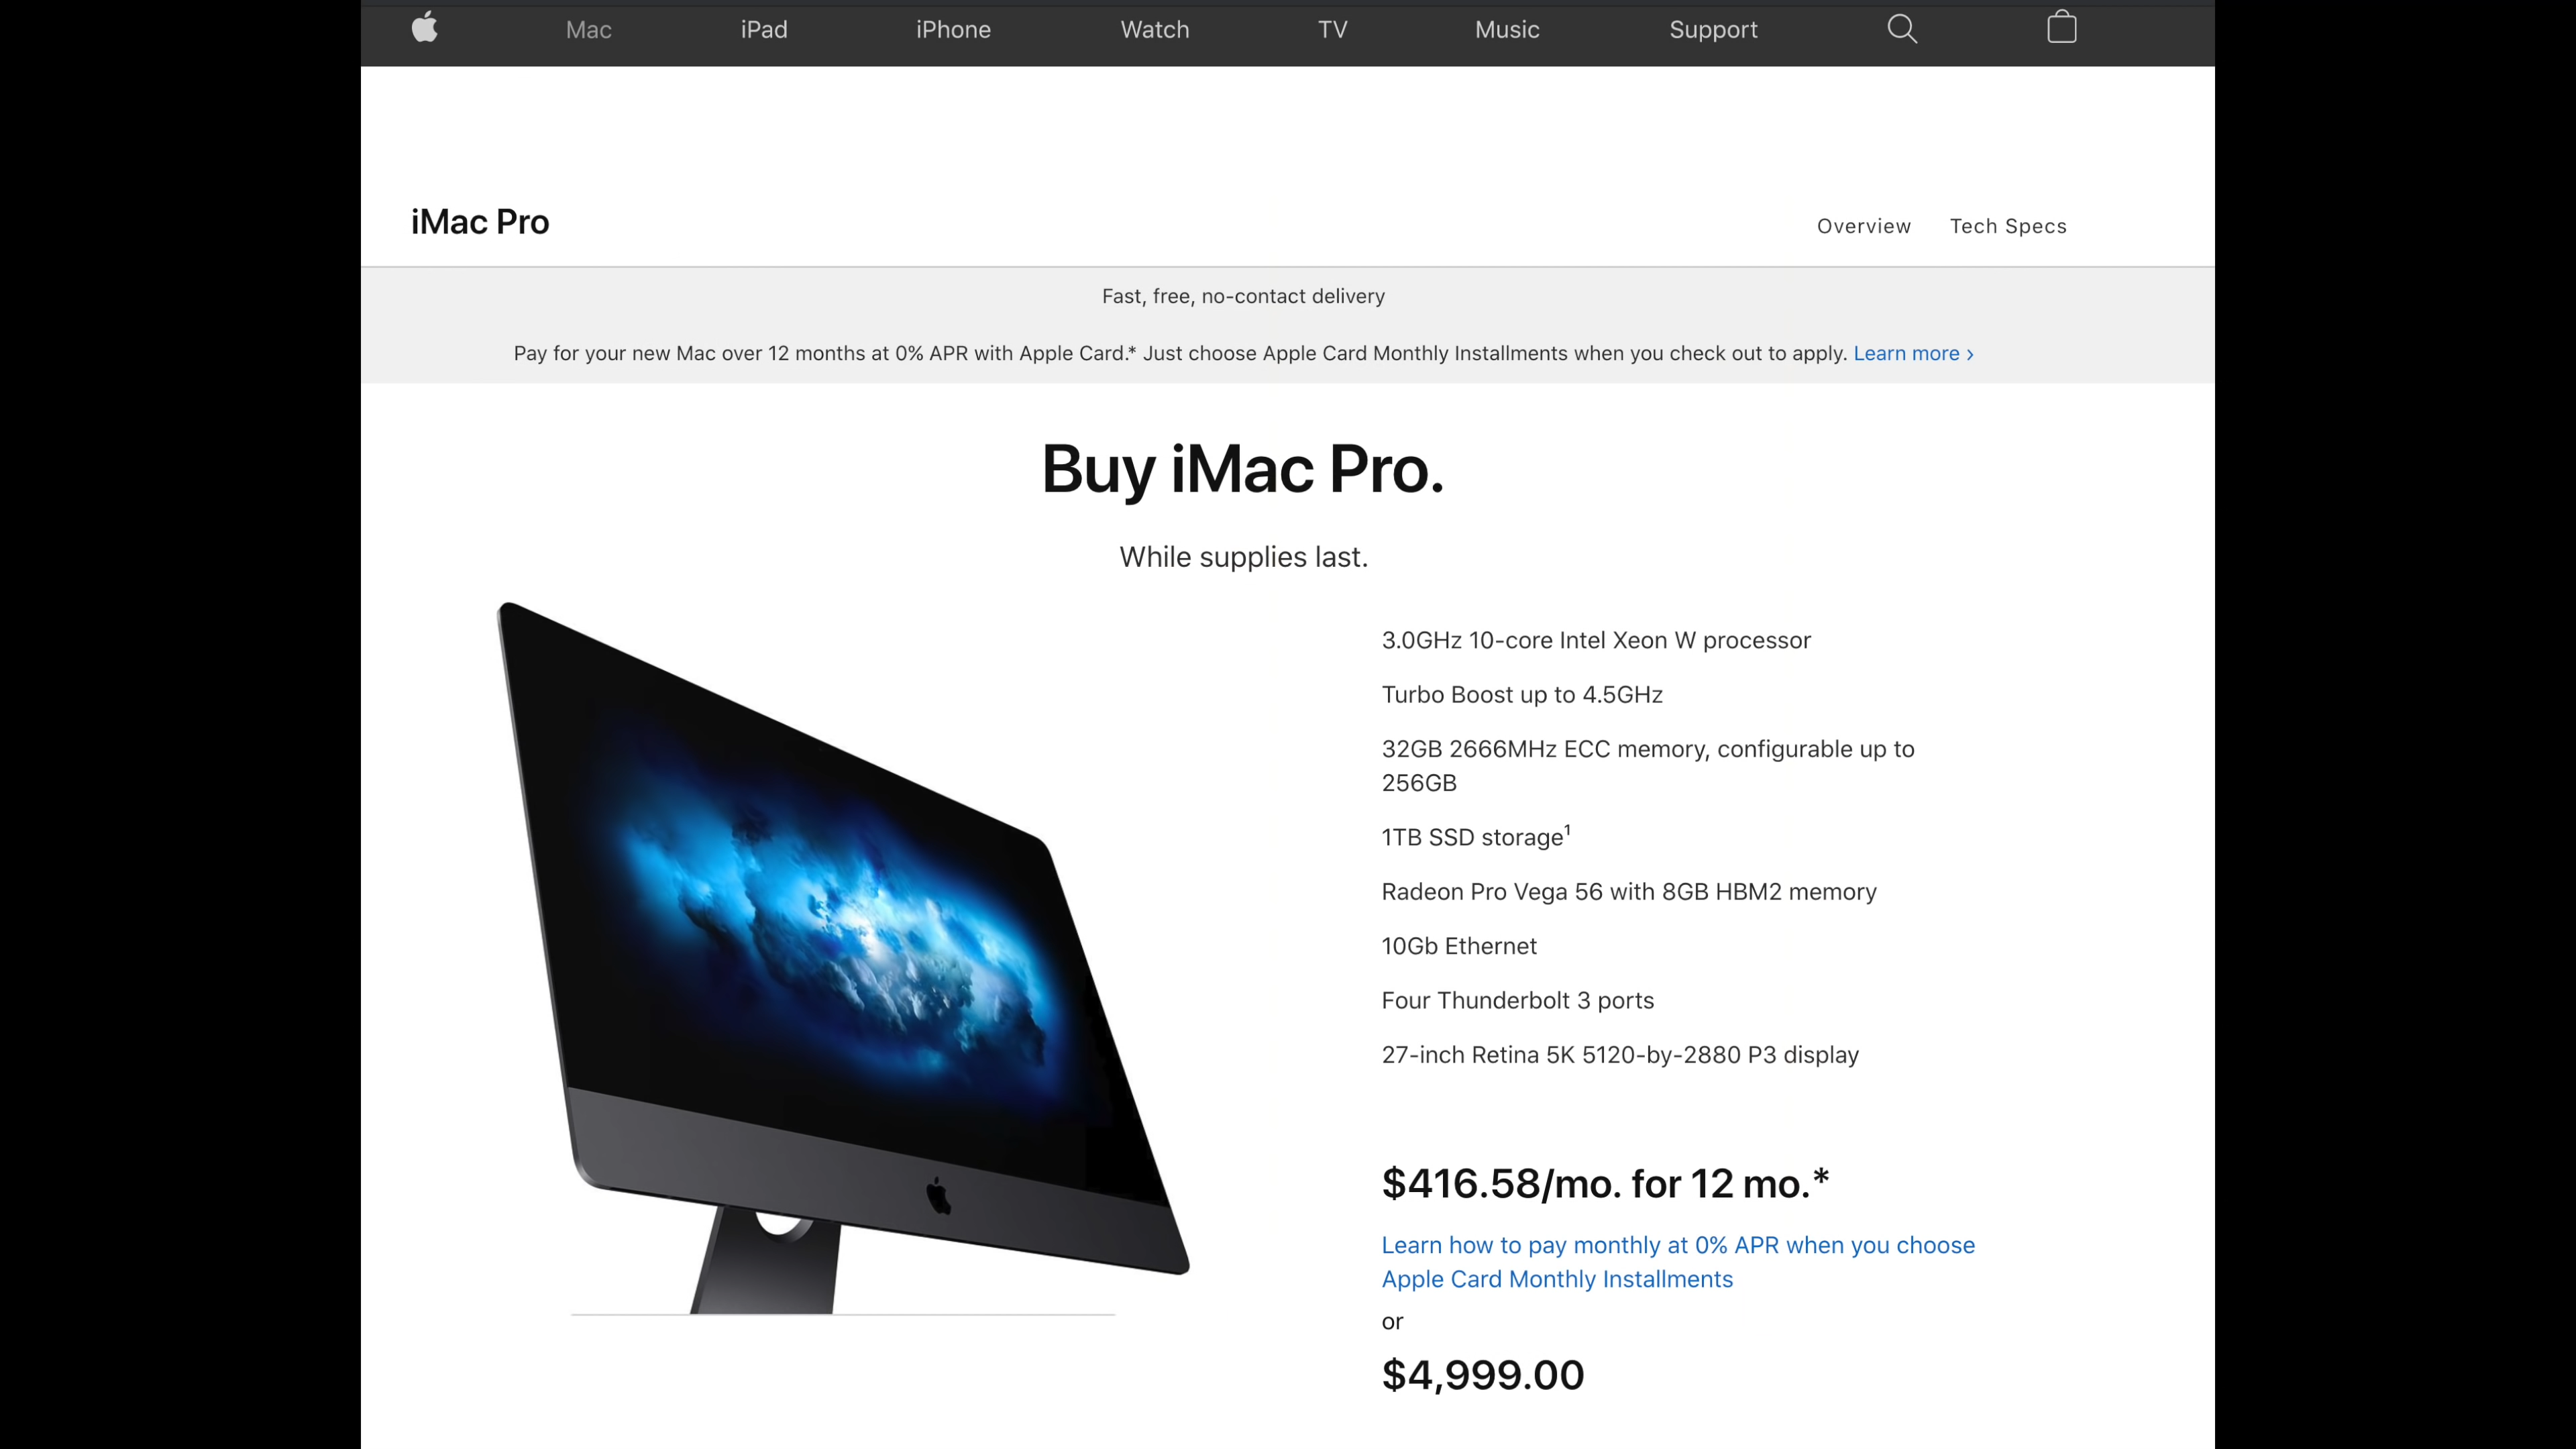 Mac iPad iPhone Watch TV Music Support
iMac Pro
Overview Tech Specs
Fast, free, no-contact delivery
Pay for your new Mac over 12 months at 0% APR with Apple Card.* Just choose Apple Card Monthly Installments when you check out to apply. Learn more ›
Buy iMac Pro.
While supplies last.
3.0GHz 10-core Intel Xeon W processor
Turbo Boost up to 4.5GHz
32GB 2666MHz ECC memory, configurable up to
256GB
1TB SSD storage¹
Radeon Pro Vega 56 with 8GB HBM2 memory
10Gb Ethernet
Four Thunderbolt 3 ports
27-inch Retina 5K 5120-by-2880 P3 display
$416.58/mo. for 12 mo.*
Learn how to pay monthly at 0% APR when you choose
Apple Card Monthly Installments
or
$4,999.00